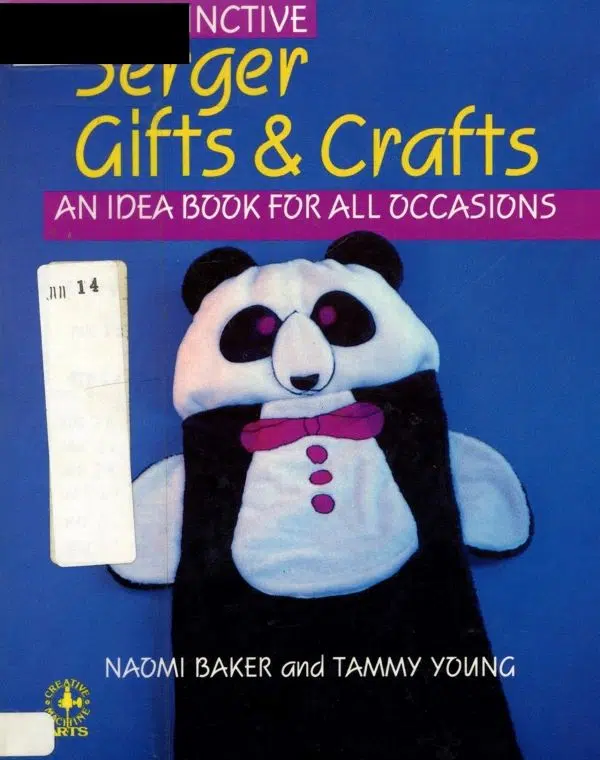 NCTIVE
Serger
Gifts & Crafts
AN IDEA BOOK FOR ALL OCCASIONS
14
NAOMI BAKER and TAMMY YOUNG
CREATIVE
MACHINE
ARTS